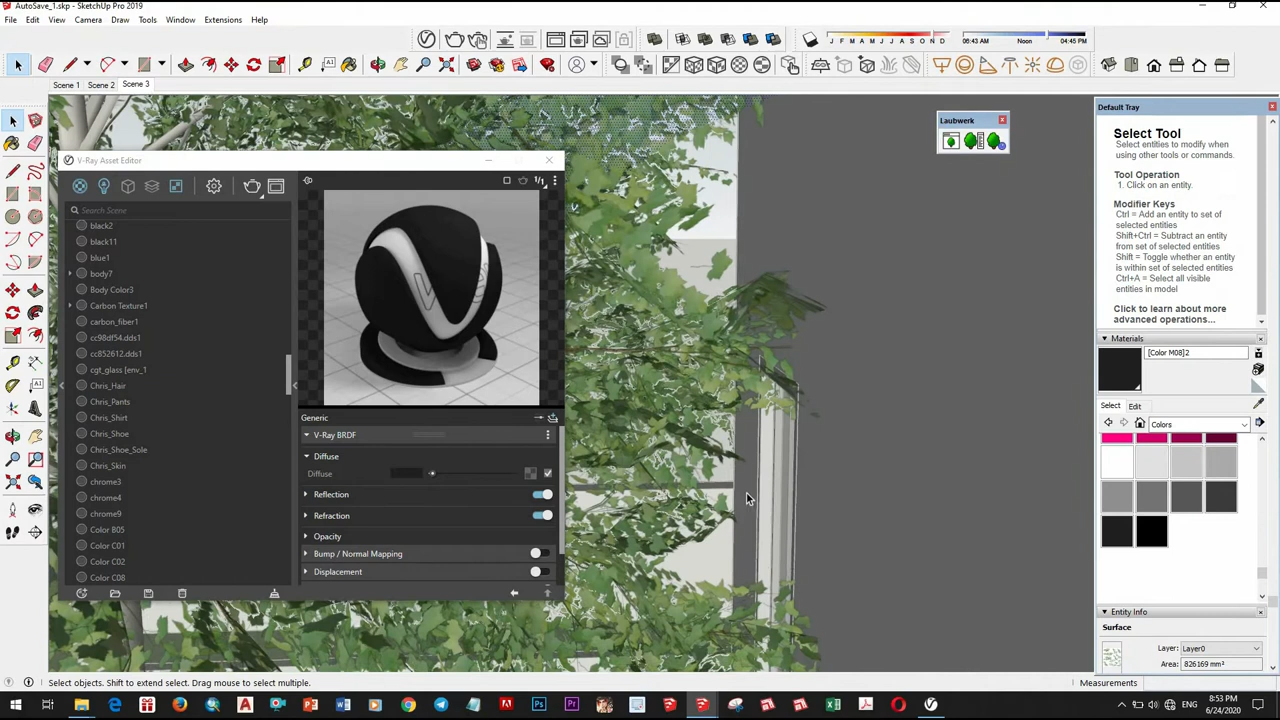 AutoSave_1.skp - SketchUp Pro 2019
File Edit View Camera Draw Tools Window Extensions Help
J F M A M J J A S O N D 06:43 AM Noon 04:45 PM
Scene 1 Scene 2 Scene 3
V-Ray Asset Editor
Search Scene
black2
black11
blue1
body7
Body Color3
Carbon Texture1
carbon_fiber1
cc98df54.dds1
cc852612.dds1
cgt_glass [env_1
Chris_Hair
Chris_Pants
Chris_Shirt
Chris_Shoe
Chris_Shoe_Sole
Chris_Skin
chrome3
chrome4
chrome9
Color B05
Color C01
Color C02
Color C08
1/1
Generic
V-Ray BRDF
Diffuse
Diffuse
Reflection
Refraction
Opacity
Bump / Normal Mapping
Displacement
Laubwerk
Default Tray
Select Tool
Select entities to modify when
using other tools or commands.
Tool Operation
1. Click on an entity.
Modifier Keys
Ctrl = Add an entity to set of
selected entities
Shift+Ctrl = Subtract an entity
from set of selected entities
Shift = Toggle whether an
entity is within set of selected
entities
Ctrl+A = Select all visible
entities in model
Click to learn about more
advanced operations...
Materials
[Color M08]2
Select Edit
Colors
Entity Info
Surface
Layer: Layer0
Area: 826169 mm²
Select objects. Shift to extend select. Drag mouse to select multiple.
Measurements
8:53 PM
6/24/2020